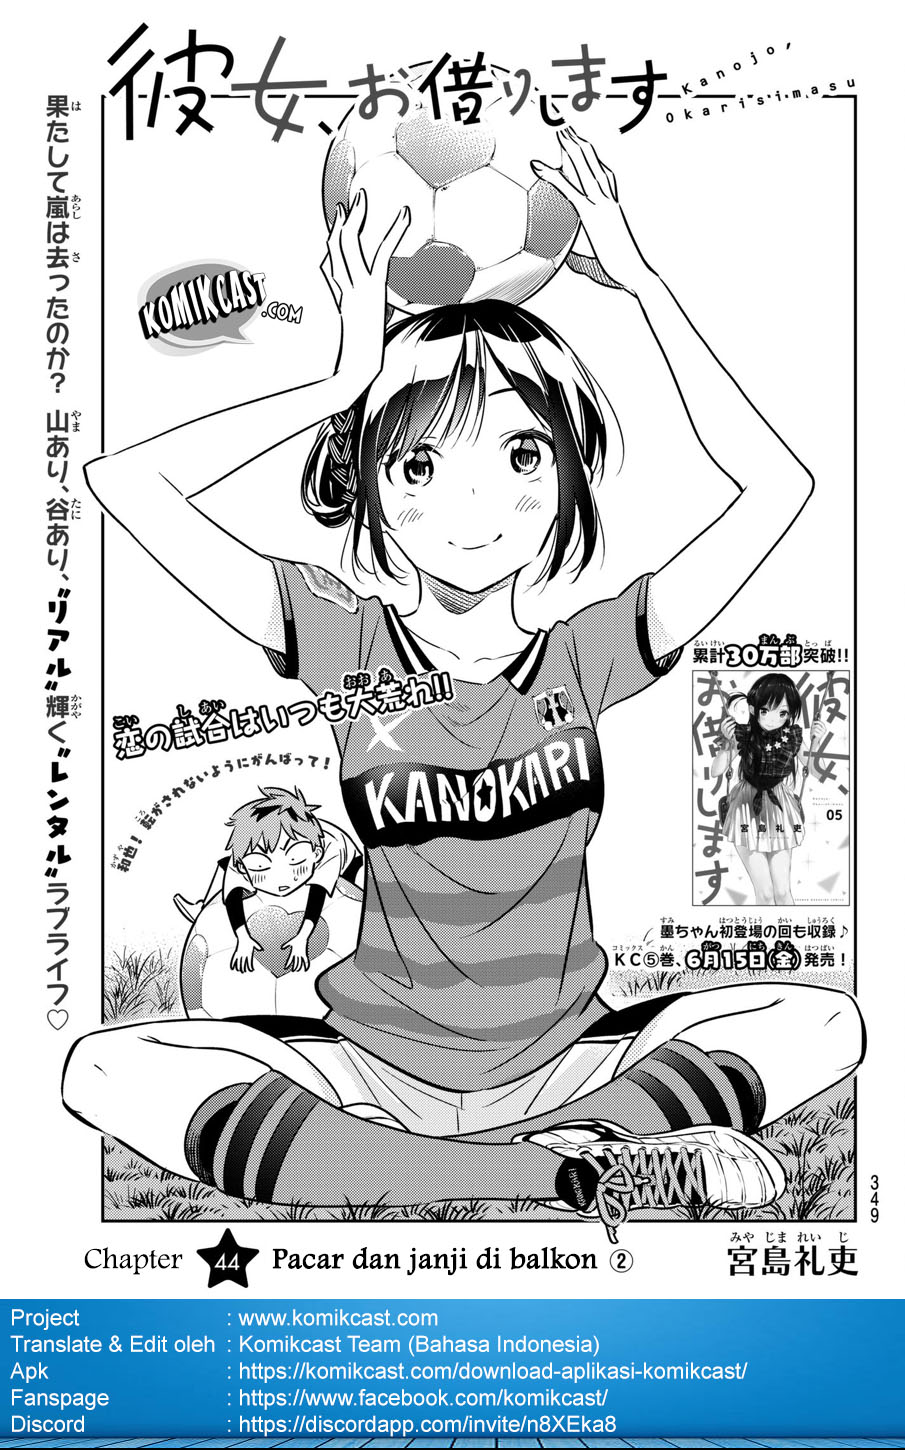 彼女、お借りします
Kanojo,
Okarisimasu
果たして嵐は去ったのか？ 山あり、谷あり、〝リアル〟輝く〝レンタル〟ラブライフ♡
KOMIKCAST
.COM
累計30万部突破!!
彼女、
お借りします
05
宮島礼吏
恋の試合はいつも大荒れ!!
KANOKARI
和也！ 転がされないようにがんばって！
墨ちゃん初登場の回も収録♪
KC⑤巻、6月15日(金)発売！
KANOKARI
349
Chapter 44 Pacar dan janji di balkon ②
宮島礼吏
Project : www.komikcast.com
Translate & Edit oleh : Komikcast Team (Bahasa Indonesia)
Apk : https://komikcast.com/download-aplikasi-komikcast/
Fanspage : https://www.facebook.com/komikcast/
Discord : https://discordapp.com/invite/n8XEka8